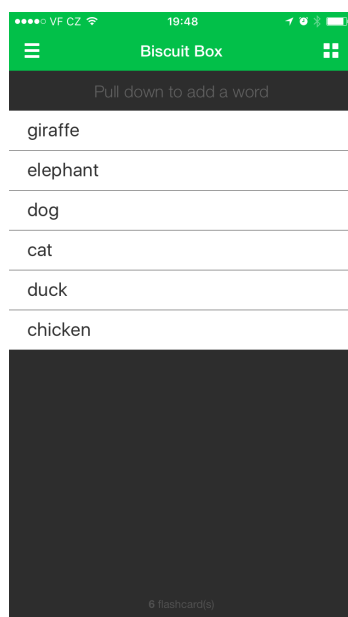 VF CZ 19:48
Biscuit Box
Pull down to add a word
giraffe
elephant
dog
cat
duck
chicken
6 flashcard(s)